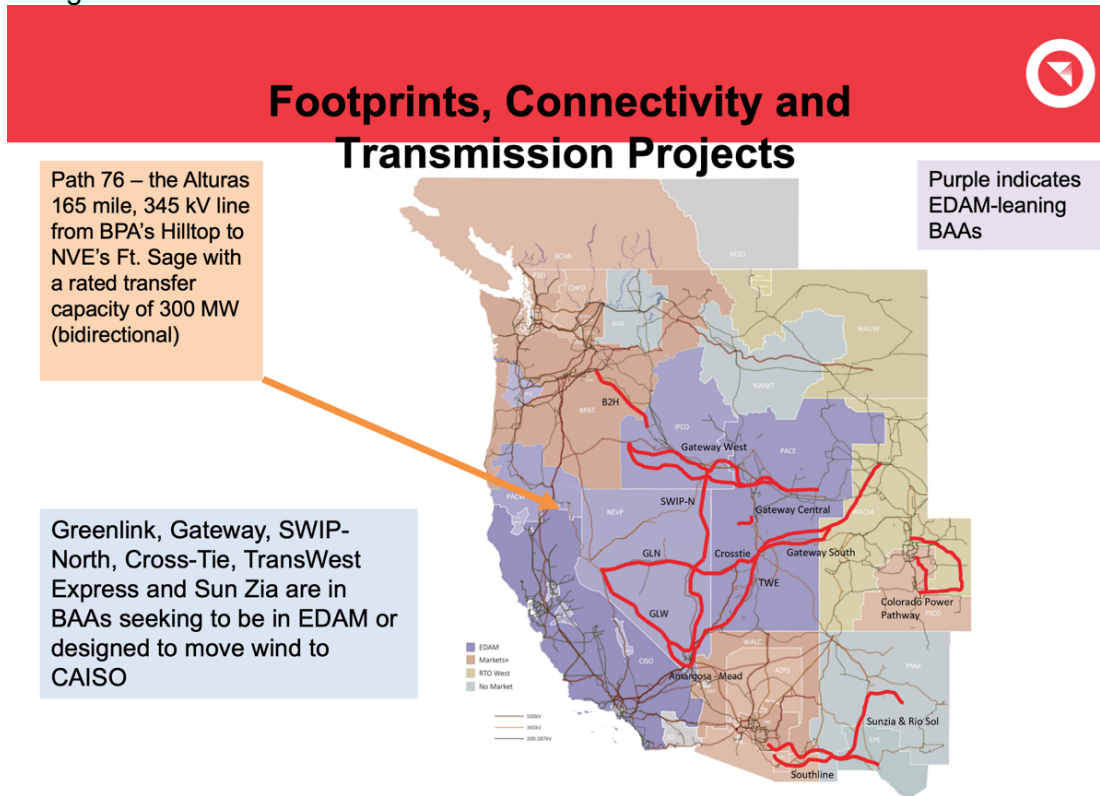 Footprints, Connectivity and
Transmission Projects
Path 76 – the Alturas
165 mile, 345 kV line
from BPA's Hilltop to
NVE's Ft. Sage with
a rated transfer
capacity of 300 MW
(bidirectional)
Purple indicates
EDAM-leaning
BAAs
Greenlink, Gateway, SWIP-
North, Cross-Tie, TransWest
Express and Sun Zia are in
BAAs seeking to be in EDAM or
designed to move wind to
CAISO
BCHA
AESO
PSEI
CHPD
AVA
WAUW
NWMT
BPAT
B2H
IPCO
Gateway West
PACE
PACW
NEVP
SWIP-N
Gateway Central
WACM
GLN
Crosstie
Gateway South
TWE
GLW
Colorado Power
Pathway
PSCO
CISO
WALC
Amargosa - Mead
AZPS
PNM
Sunzia & Rio Sol
EPE
Southline
EDAM
Markets+
RTO West
No Market
500kV
345kV
200-287kV